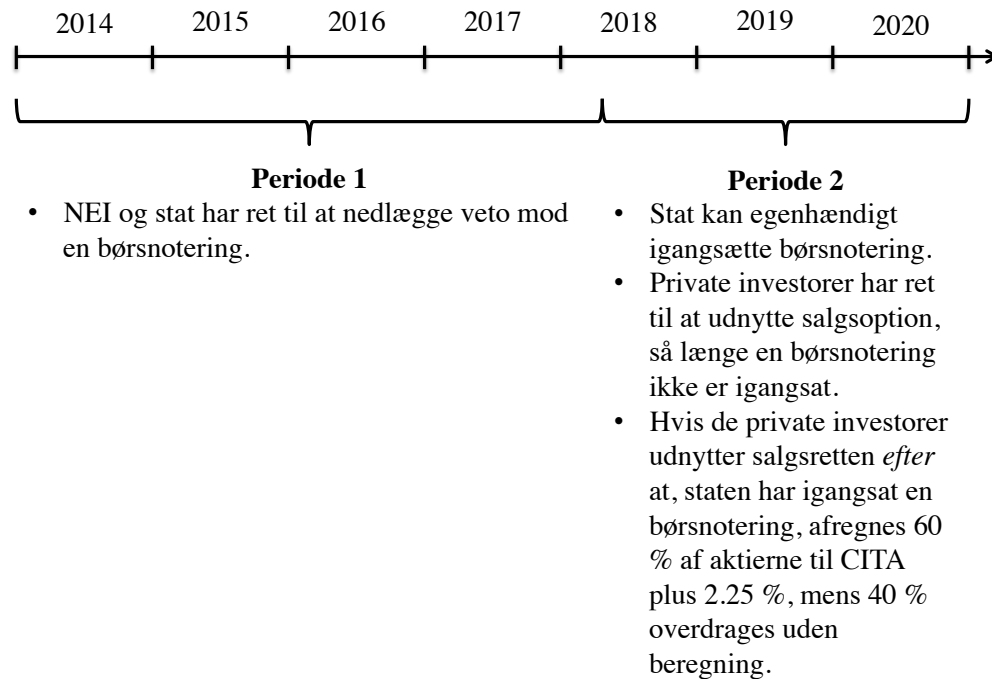 2014 2015 2016 2017 2018 2019 2020
Periode 1
• NEI og stat har ret til at nedlægge veto mod
en børsnotering.
Periode 2
• Stat kan egenhændigt
igangsætte børsnotering.
• Private investorer har ret
til at udnytte salgsoption,
så længe en børsnotering
ikke er igangsat.
• Hvis de private investorer
udnytter salgsretten efter
at, staten har igangsat en
børsnotering, afregnes 60
% af aktierne til CITA
plus 2.25 %, mens 40 %
overdrages uden
beregning.